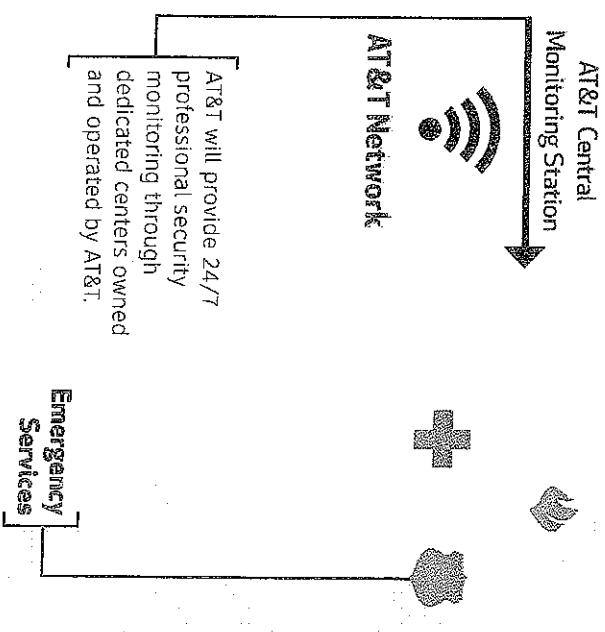 AT&T Central
Monitoring Station
AT&T Network
AT&T will provide 24/7
professional security
monitoring through
dedicated centers owned
and operated by AT&T.
Emergency
Services